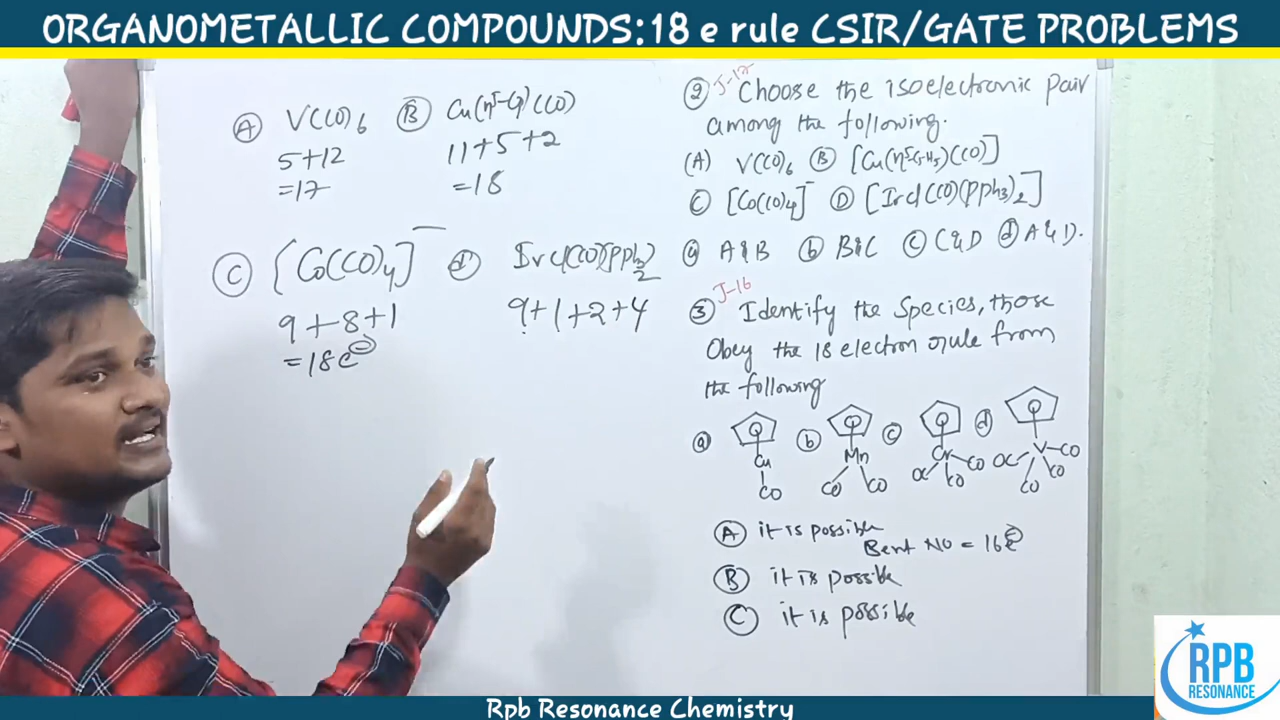 ORGANOMETALLIC COMPOUNDS:18 e rule CSIR/GATE PROBLEMS
A V(CO)6 B Cu(η5-Cp)(CO)
5+12 11+5+2
=17 =18
C [Co(CO)4]− d IrCl(CO)(PPh3)2
9+8+1 9+1+2+4
=18e−
2 J-17 Choose the isoelectronic pair
among the following.
(A) V(CO)6 B [Cu(η5C5H5)(CO)]
C [Co(CO)4]− D [IrCl(CO)(PPh3)2]
a A&B b B&C c C&D d A&D.
J-16
3 Identify the Species, those
Obey the 18 electron rule from
the following
a b c d
Cu Mn Cr V
CO CO CO OC CO CO OC CO CO CO
A it is possible
Bent NO = 16e−
B it is possible
C it is possible
RPB
RESONANCE
Rpb Resonance Chemistry